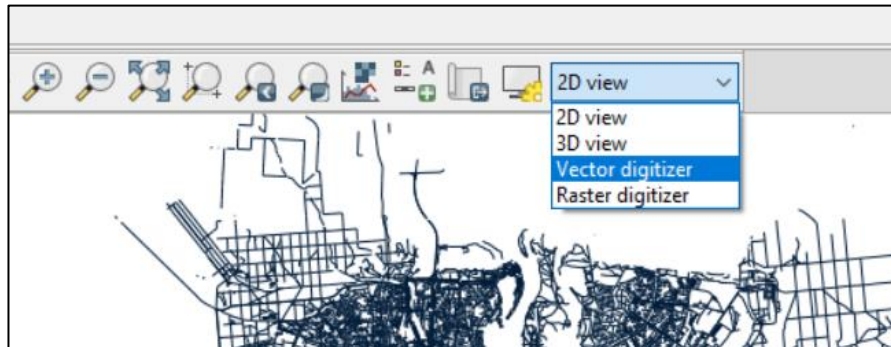 2D view
2D view
3D view
Vector digitizer
Raster digitizer